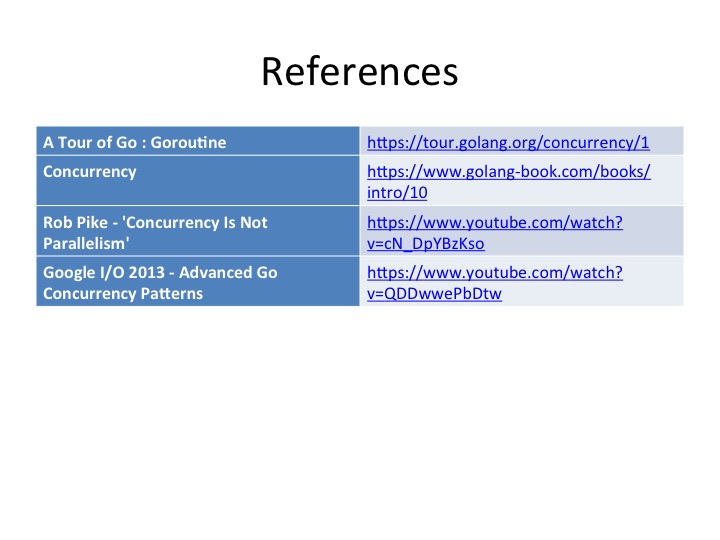 References
A Tour of Go : Goroutine
https://tour.golang.org/concurrency/1
Concurrency
https://www.golang-book.com/books/
intro/10
Rob Pike - 'Concurrency Is Not
Parallelism'
https://www.youtube.com/watch?
v=cN_DpYBzKso
Google I/O 2013 - Advanced Go
Concurrency Patterns
https://www.youtube.com/watch?
v=QDDwwePbDtw